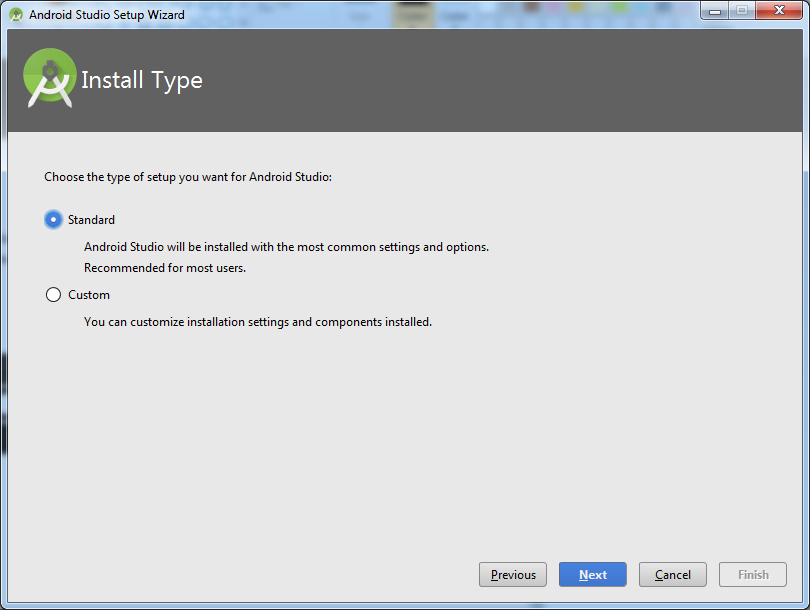 Android Studio Setup Wizard
Install Type
Choose the type of setup you want for Android Studio:
Standard
Android Studio will be installed with the most common settings and options.
Recommended for most users.
Custom
You can customize installation settings and components installed.
Previous Next Cancel Finish